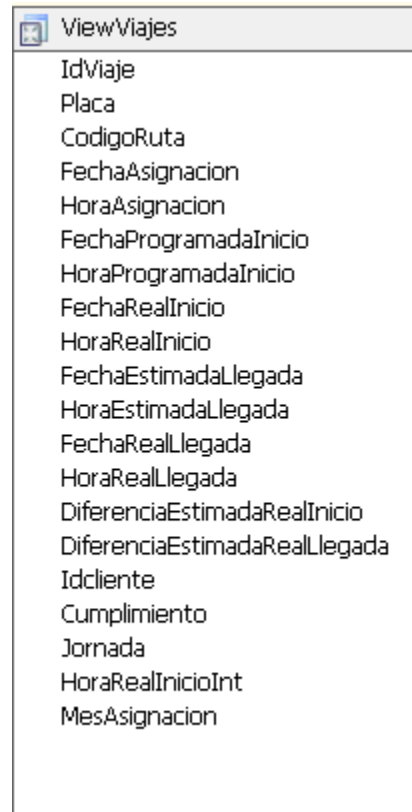 ViewViajes
IdViaje
Placa
CodigoRuta
FechaAsignacion
HoraAsignacion
FechaProgramadaInicio
HoraProgramadaInicio
FechaRealInicio
HoraRealInicio
FechaEstimadaLlegada
HoraEstimadaLlegada
FechaRealLlegada
HoraRealLlegada
DiferenciaEstimadaRealInicio
DiferenciaEstimadaRealLlegada
Idcliente
Cumplimiento
Jornada
HoraRealInicioInt
MesAsignacion